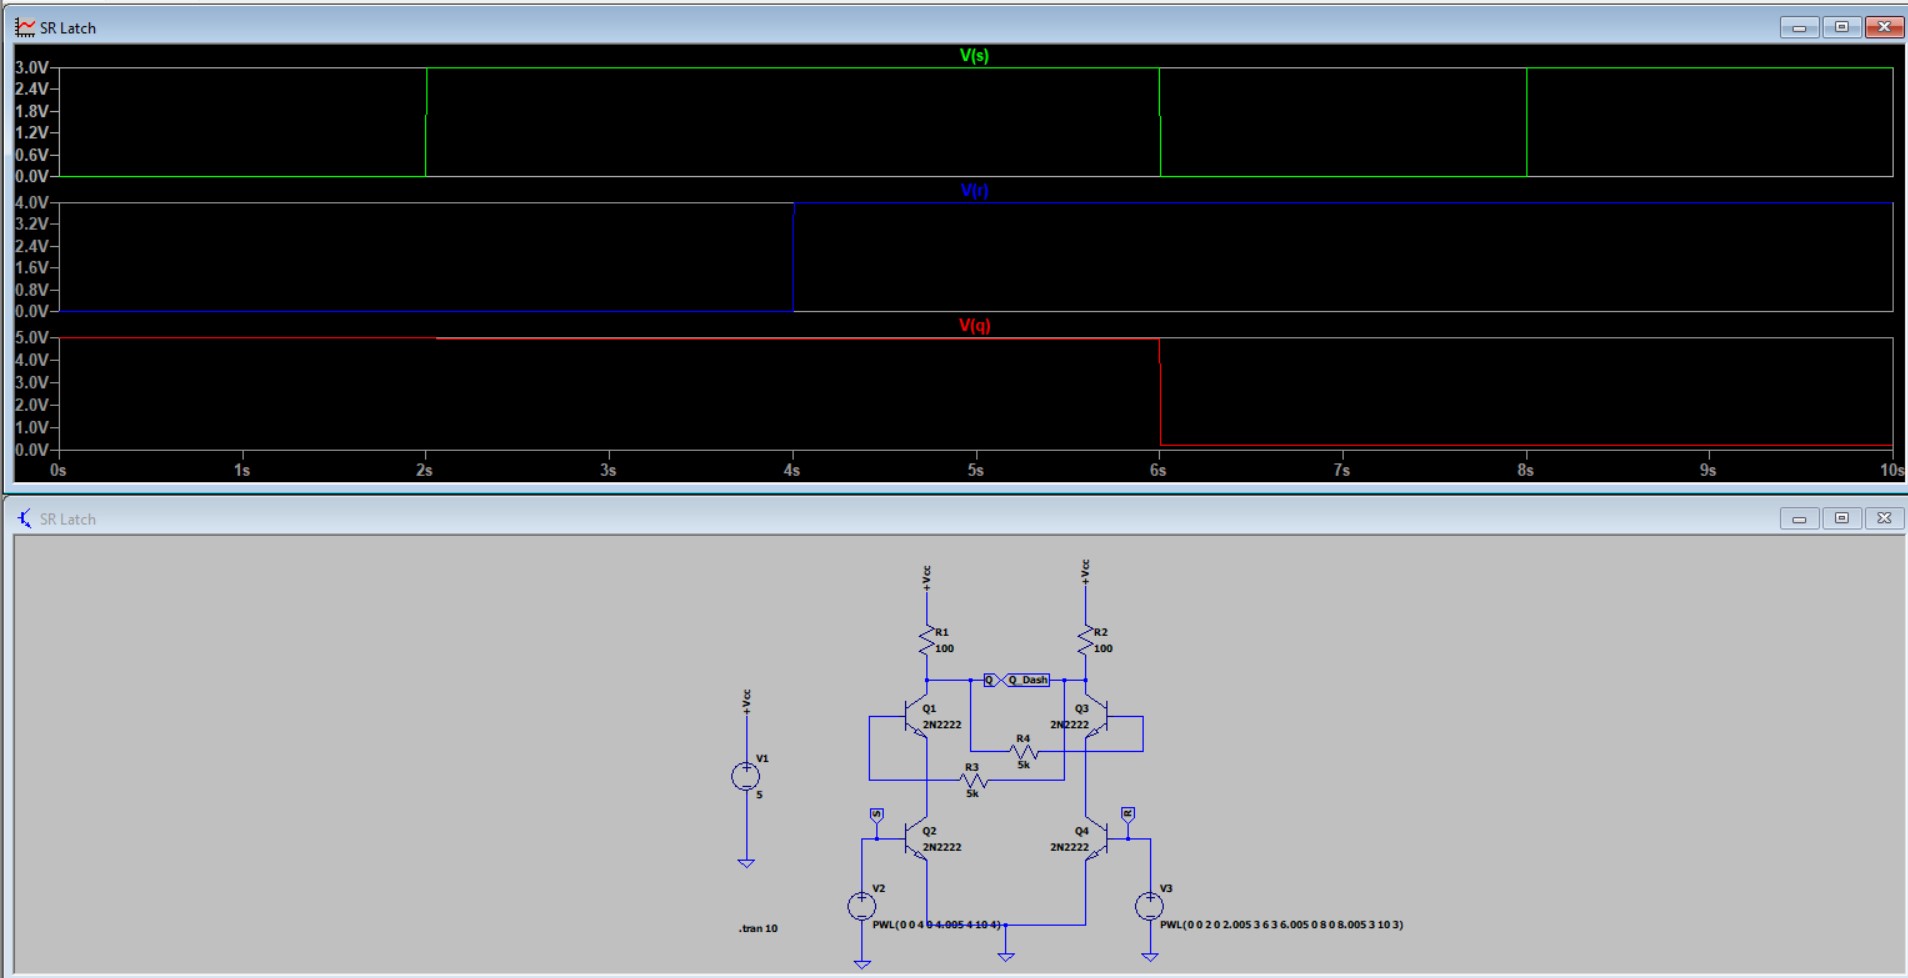 SR Latch
V(s)
3.0V
2.4V
1.8V
1.2V
0.6V
0.0V
V(r)
4.0V
3.2V
2.4V
1.6V
0.8V
0.0V
V(q)
5.0V
4.0V
3.0V
2.0V
1.0V
0.0V
0s 1s 2s 3s 4s 5s 6s 7s 8s 9s 10s
SR Latch
+Vcc
+Vcc
R1
100
R2
100
Q
Q_Dash
+Vcc
Q1
2N2222
Q3
2N2222
R4
5k
R3
5k
V1
5
S
R
Q2
2N2222
Q4
2N2222
V2
V3
PWL(0 0 4 0 4.005 4 10 4)
PWL(0 0 2 0 2.005 3 6 3 6.005 0 8 0 8.005 3 10 3)
.tran 10